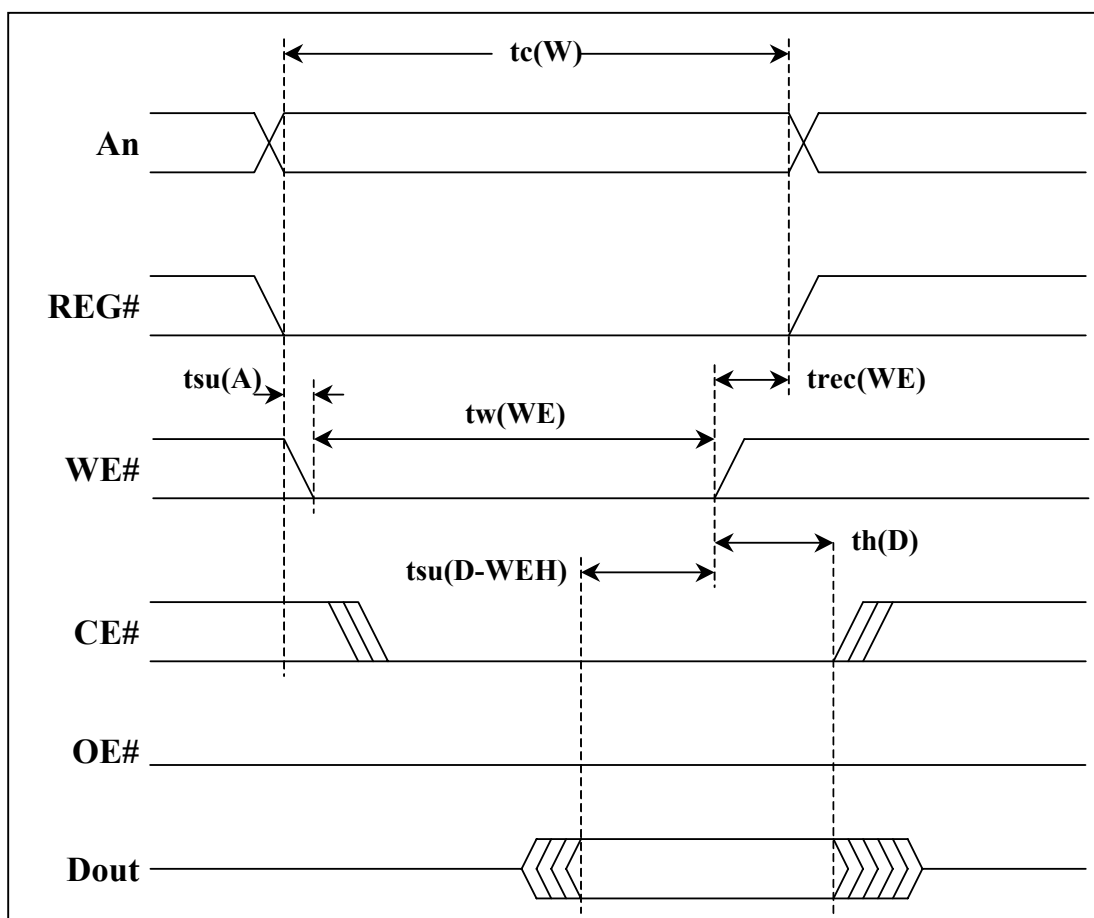 tc(W)
An
REG#
tsu(A)
trec(WE)
tw(WE)
WE#
th(D)
tsu(D-WEH)
CE#
OE#
Dout